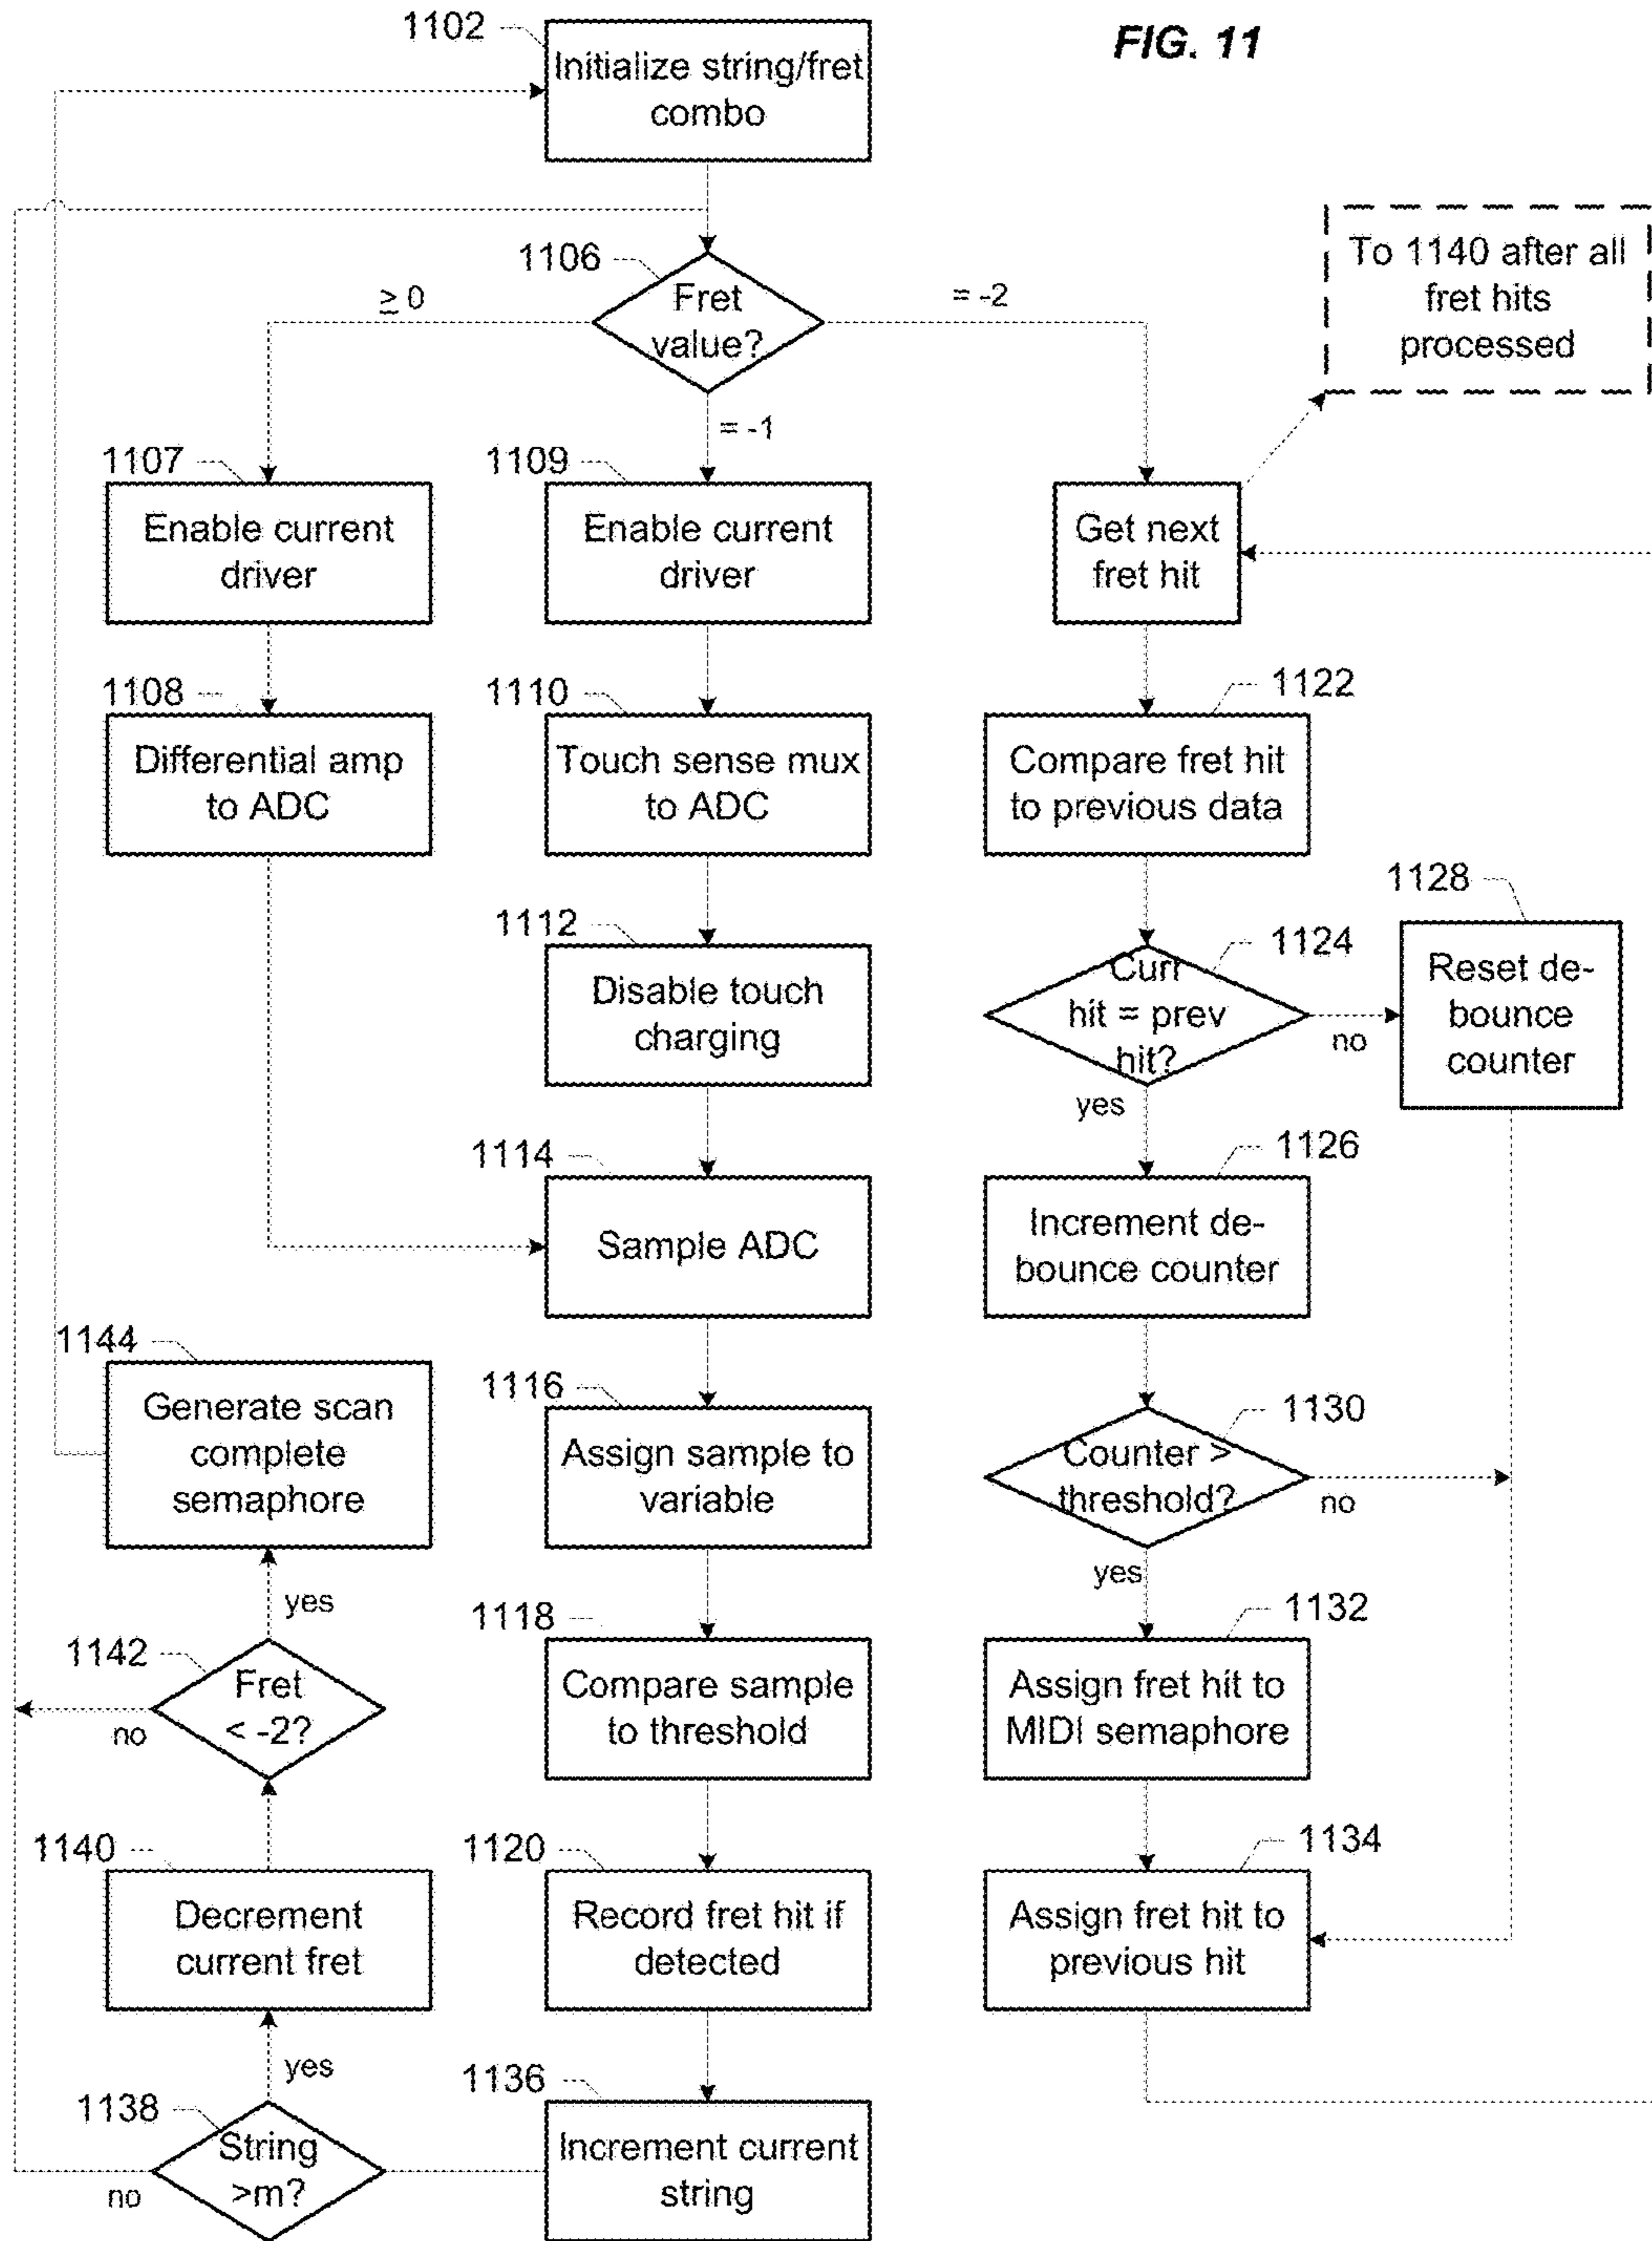 FIG. 11
1102
Initialize string/fret
combo
To 1140 after all
fret hits
processed
1106
Fret
value?
≥ 0
= -2
= -1
1107
Enable current
driver
1109
Enable current
driver
Get next
fret hit
1108
Differential amp
to ADC
1110
Touch sense mux
to ADC
1122
Compare fret hit
to previous data
1112
Disable touch
charging
1124
Curr
hit = prev
hit?
no
yes
1128
Reset de-
bounce
counter
1114
Sample ADC
1126
Increment de-
bounce counter
1144
Generate scan
complete
semaphore
1116
Assign sample to
variable
1130
Counter >
threshold?
no
yes
yes
1142
Fret
< -2?
no
1118
Compare sample
to threshold
1132
Assign fret hit to
MIDI semaphore
1140
Decrement
current fret
1120
Record fret hit if
detected
1134
Assign fret hit to
previous hit
yes
1138
String
>m?
no
1136
Increment current
string